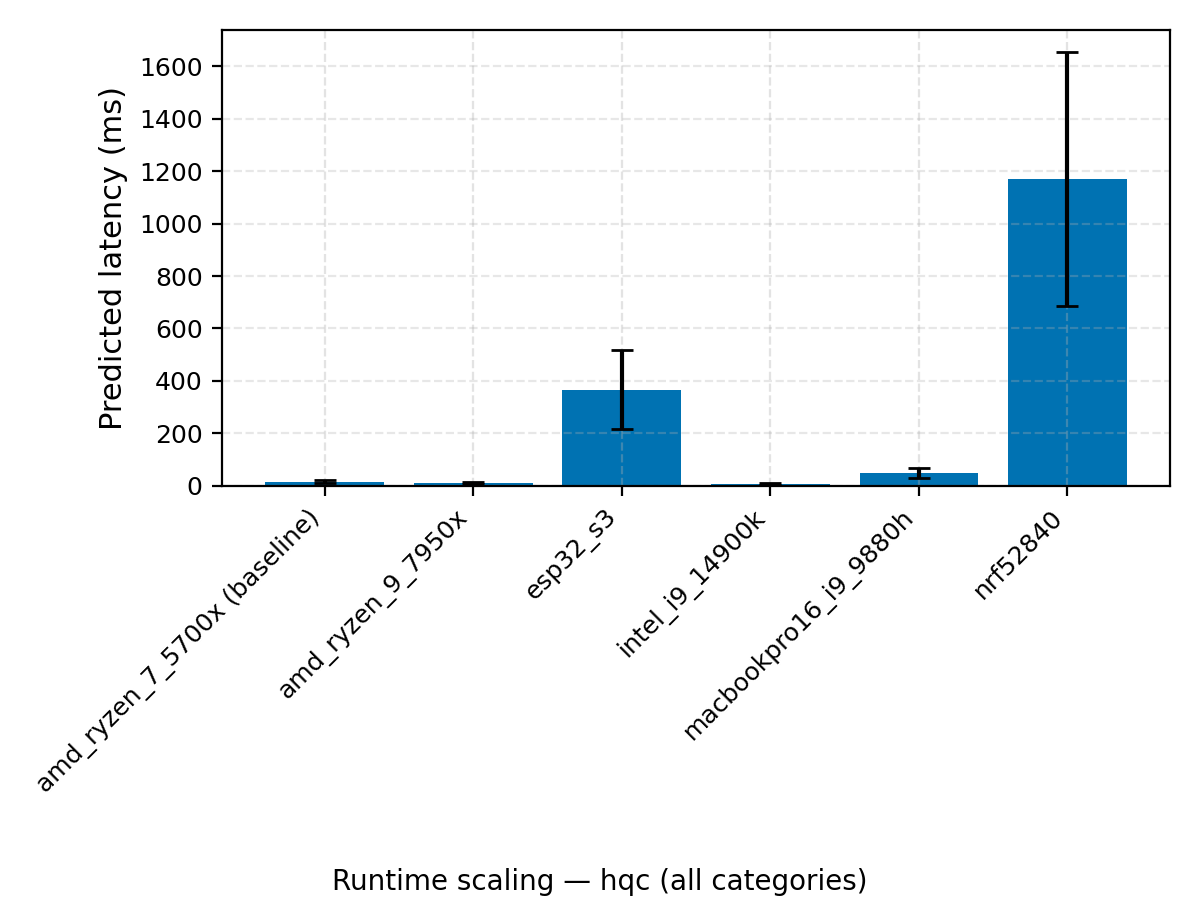 Predicted latency (ms)
1600
1400
1200
1000
800
600
400
200
0
amd_ryzen_7_5700x (baseline)
amd_ryzen_9_7950x
esp32_s3
intel_i9_14900k
macbookpro16_i9_9880h
nrf52840
Runtime scaling — hqc (all categories)